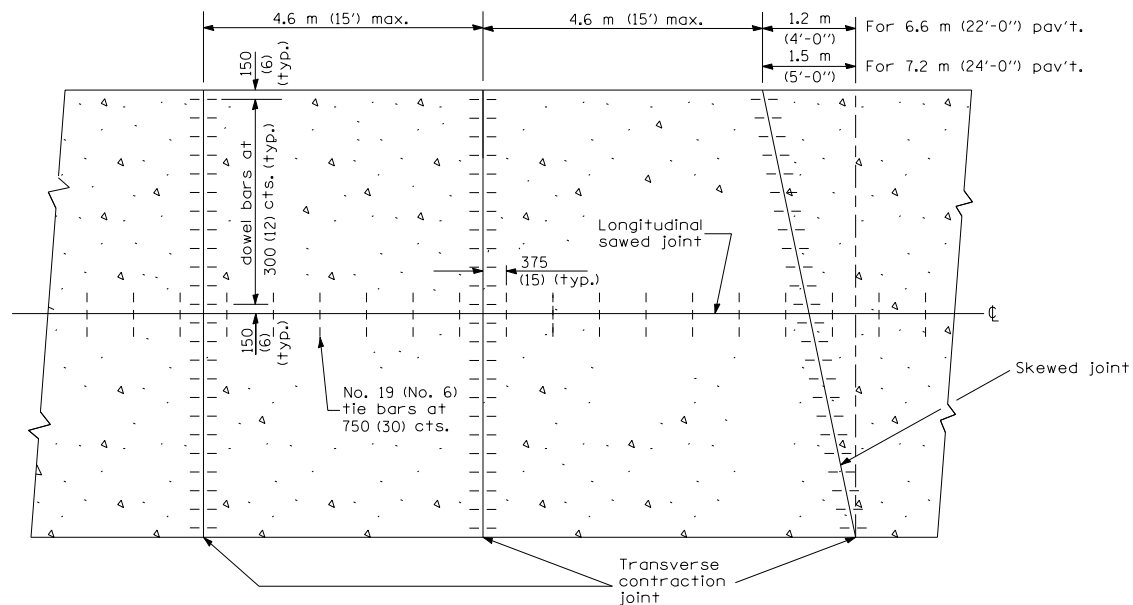 4.6 m (15') max.
4.6 m (15') max.
1.2 m
(4'-0")
For 6.6 m (22'-0") pav't.
1.5 m
(5'-0")
For 7.2 m (24'-0") pav't.
150
(6)
(typ.)
dowel bars at
300 (12) cts. (typ.)
Longitudinal
sawed joint
375
(15) (typ.)
℄
150
(6)
(typ.)
No. 19 (No. 6)
tie bars at
750 (30) cts.
Skewed joint
Transverse
contraction
joint